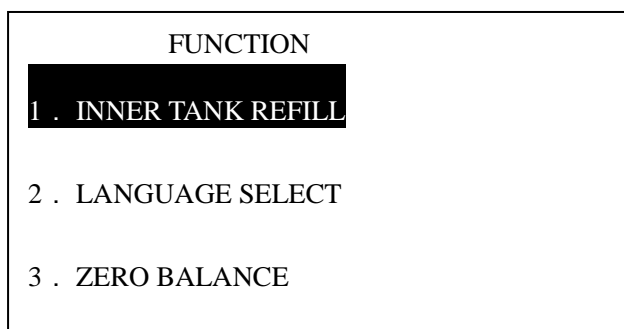 FUNCTION
1． INNER TANK REFILL
2． LANGUAGE SELECT
3． ZERO BALANCE